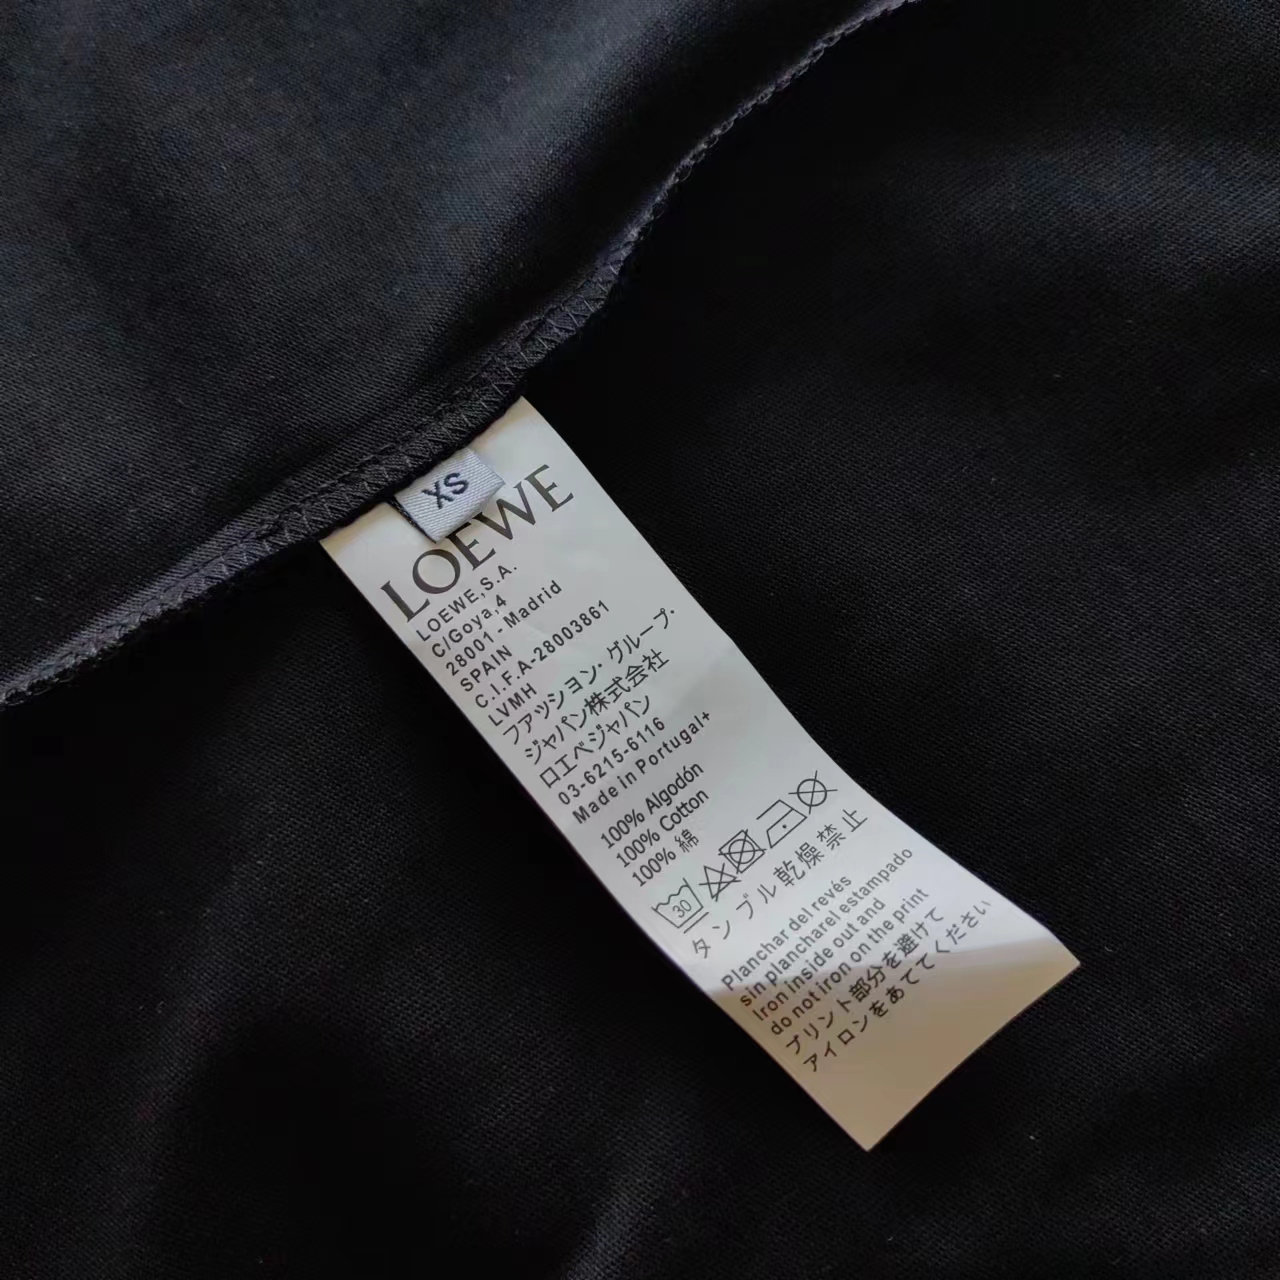 XS
LOEWE
LOEWE,S.A.
C/Goya,4
28001 - Madrid
SPAIN
C.I.F.A-28003861
LVMH
ファッション・グループ・
ジャパン株式会社
ロエベジャパン
03-6215-6116
Made in Portugal+
100% Algodón
100% Cotton
100% 綿
30
タンブル乾燥禁止
Planchar del revés
sin plancharel estampado
Iron inside out and
do not iron on the print
プリント部分を避けて
アイロンをあててください